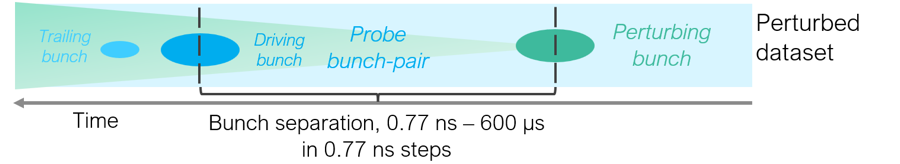 Trailing
bunch
Driving
bunch
Probe
bunch-pair
Perturbing
bunch
Perturbed
dataset
Time
Bunch separation, 0.77 ns – 600 µs
in 0.77 ns steps